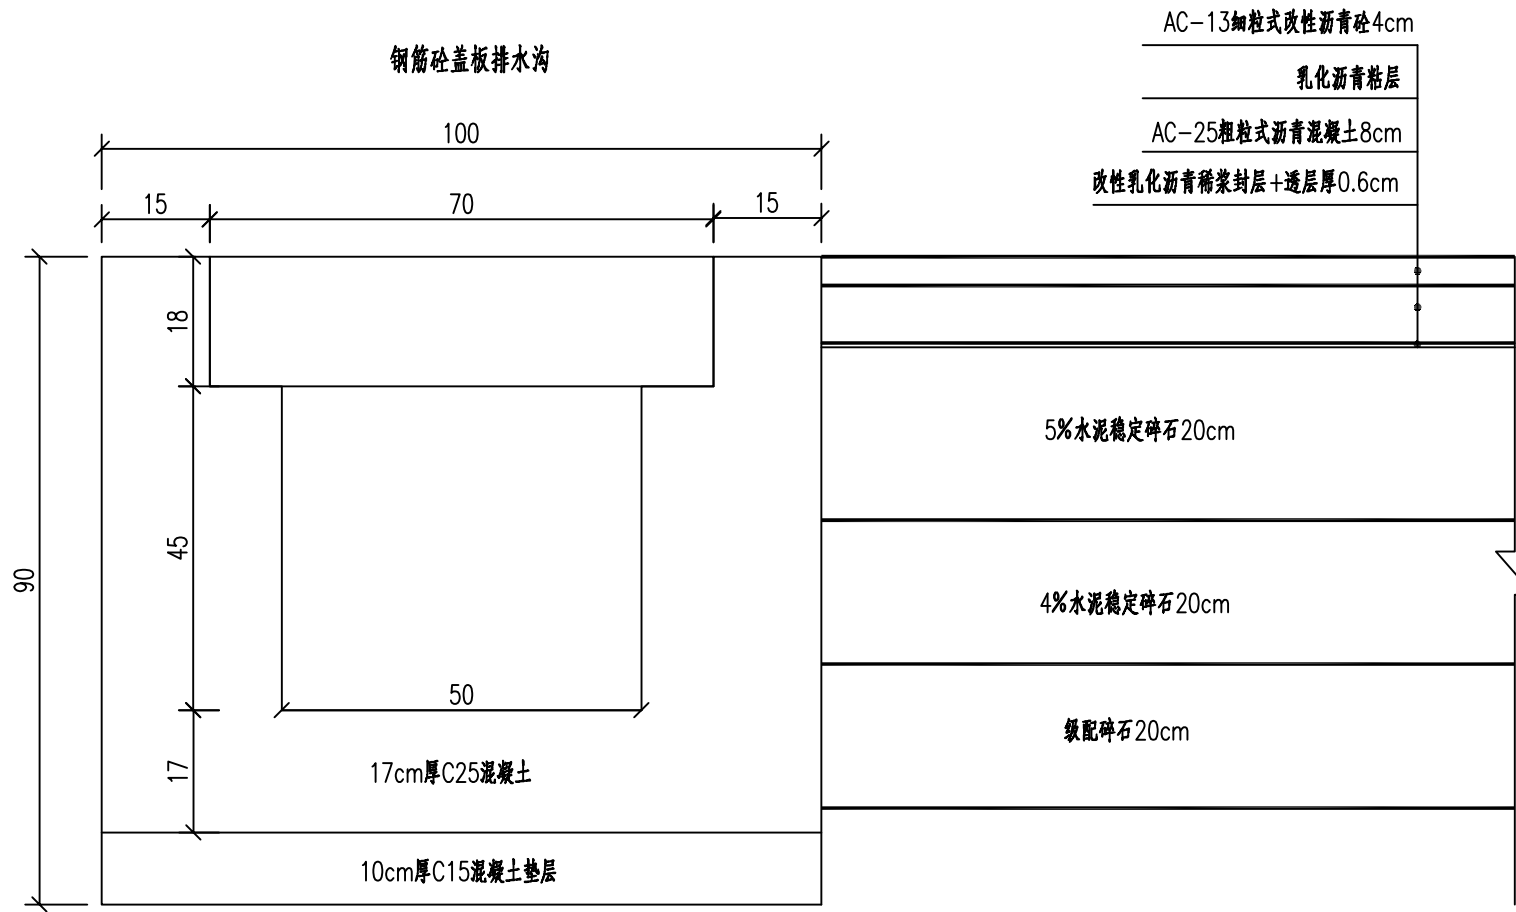 AC-13细粒式改性沥青砼4cm
钢筋砼盖板排水沟
乳化沥青粘层
100
AC-25粗粒式沥青混凝土8cm
改性乳化沥青稀浆封层+透层厚0.6cm
15
70
15
18
5%水泥稳定碎石20cm
45
90
4%水泥稳定碎石20cm
50
级配碎石20cm
17
17cm厚C25混凝土
10cm厚C15混凝土垫层